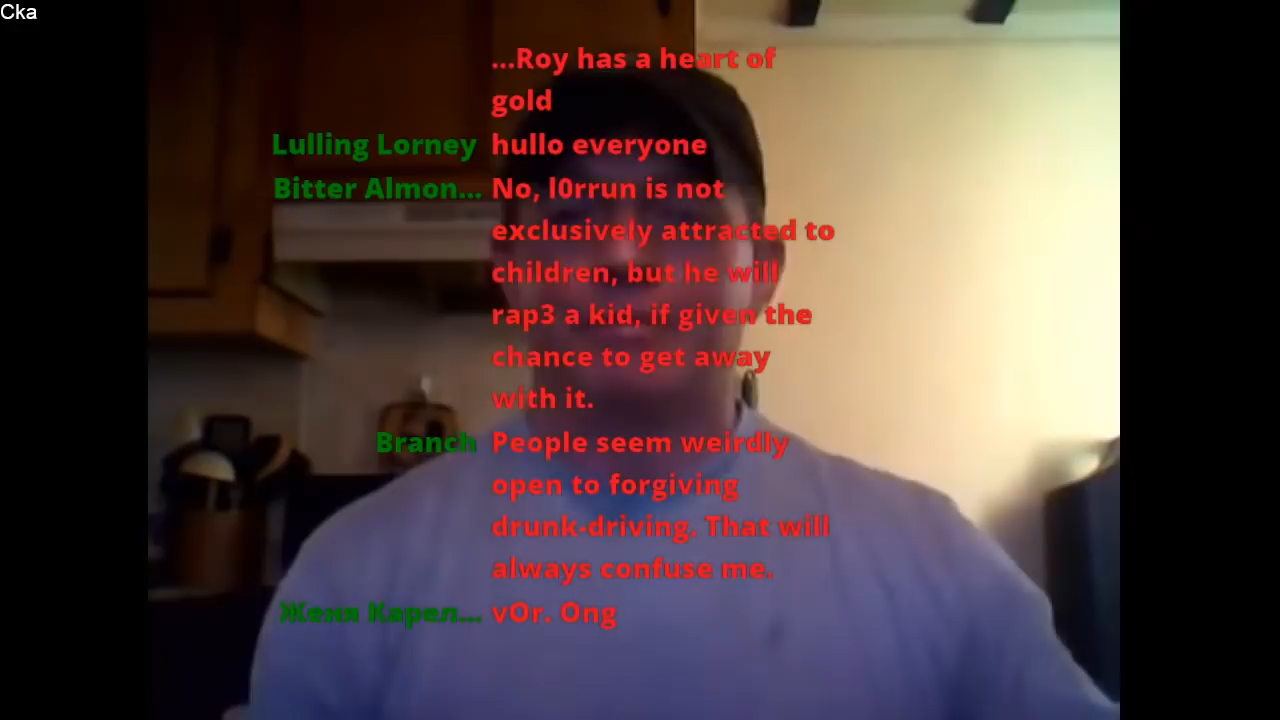 Cka
...Roy has a heart of
gold
Lulling Lorney hullo everyone
Bitter Almon... No, l0rrun is not
exclusively attracted to
children, but he will
rap3 a kid, if given the
chance to get away
with it.
Branch People seem weirdly
open to forgiving
drunk-driving. That will
always confuse me.
Женя Карел... vOr. Ong